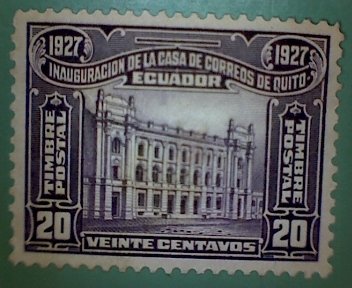 1927 1927
INAUGURACION DE LA CASA DE CORREOS DE QUITO
ECUADOR
TIMBRE POSTAL
TIMBRE POSTAL
20 VEINTE CENTAVOS 20